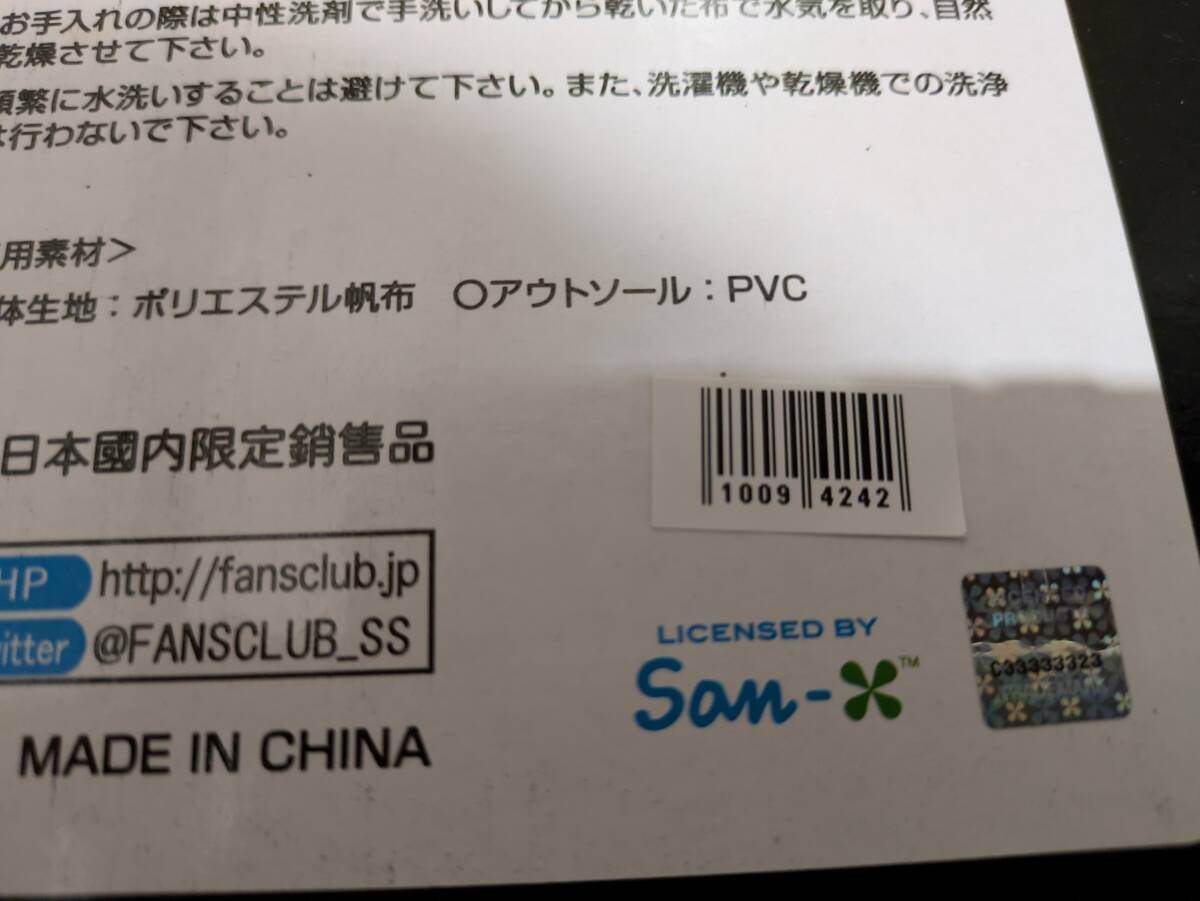 お手入れの際は中性洗剤で手洗いしてから乾いた布で水気を取り、自然
乾燥させて下さい。
頻繁に水洗いすることは避けて下さい。また、洗濯機や乾燥機での洗浄
は行わないで下さい。
用素材＞
体生地：ポリエステル帆布　〇アウトソール：PVC
1009 4242
日本國内限定銷售品
HP http://fansclub.jp
witter @FANSCLUB_SS
LICENSED BY
San-X™
PRODUCT
C33333323
MADE IN CHINA